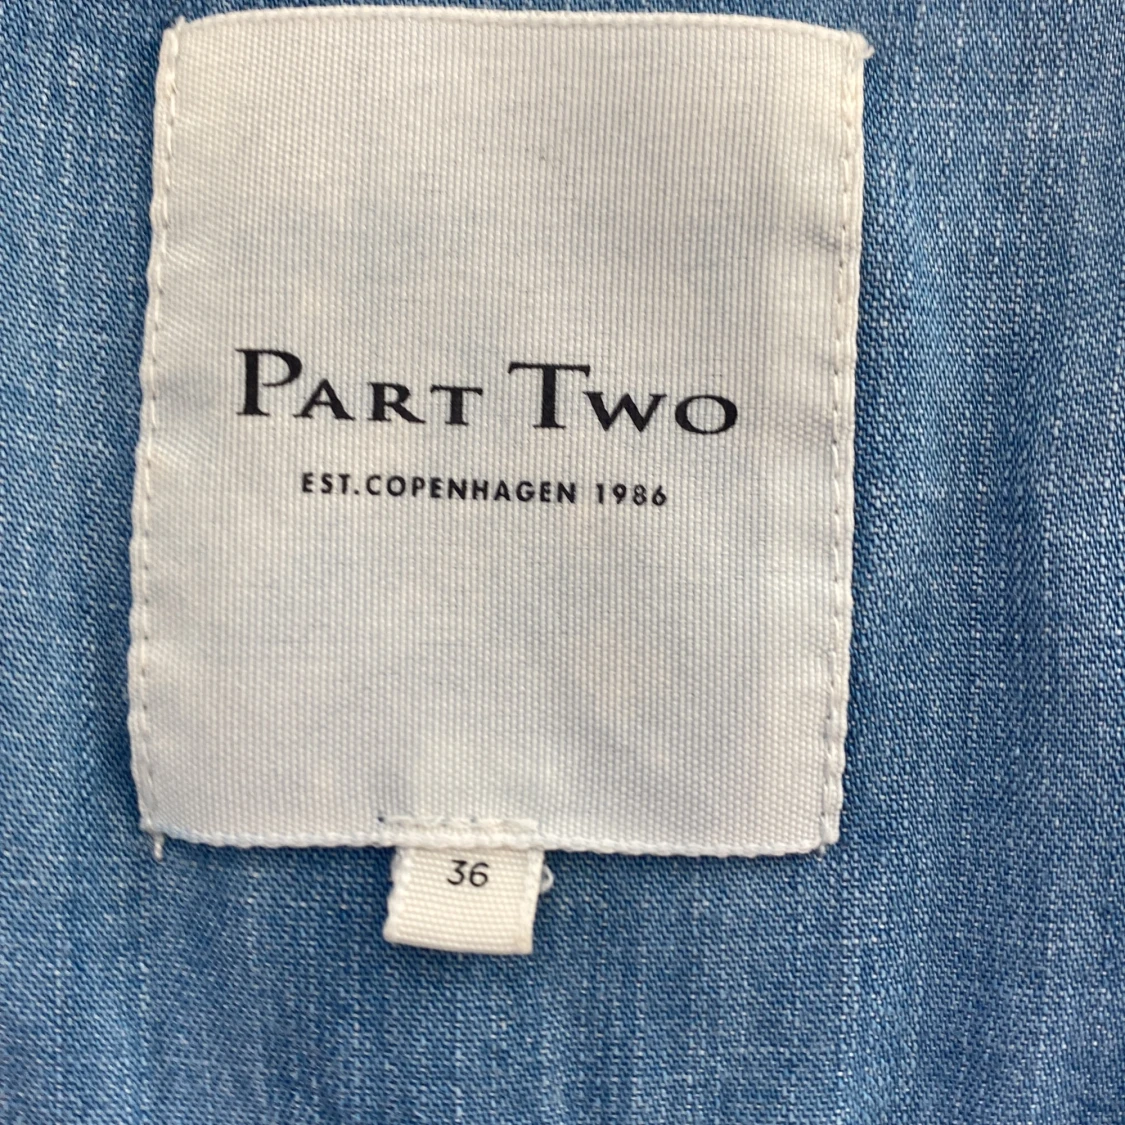 PART TWO
EST.COPENHAGEN 1986
36